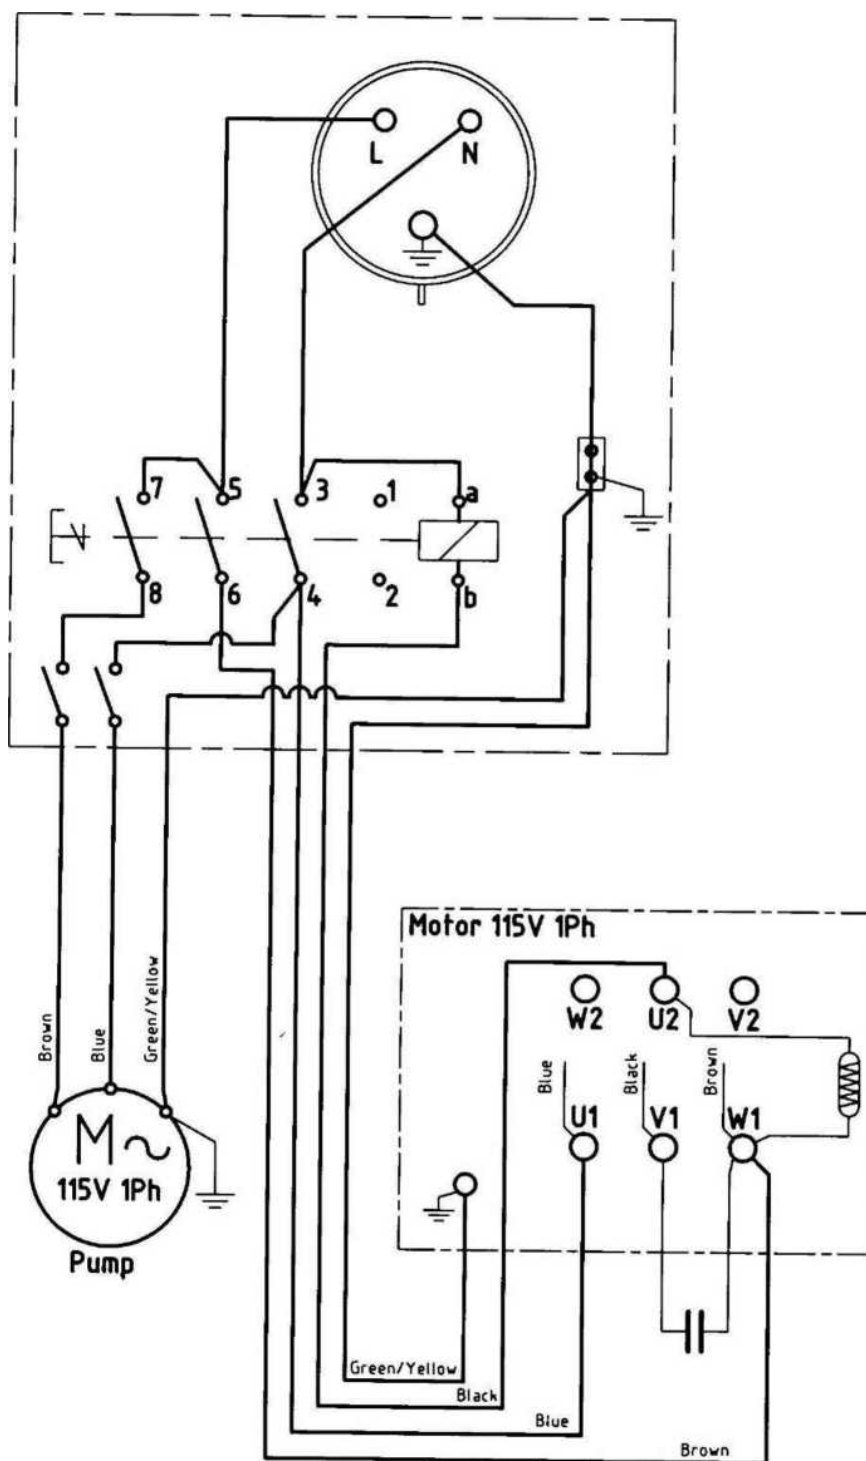 L N
7 5 3 1 a
8 6 4 2 b
Motor 115V 1Ph
W2 U2 V2
Blue Black Brown
U1 V1 W1
Brown
Blue
Green/Yellow
M
115V 1Ph
Pump
Green/Yellow
Black
Blue
Brown